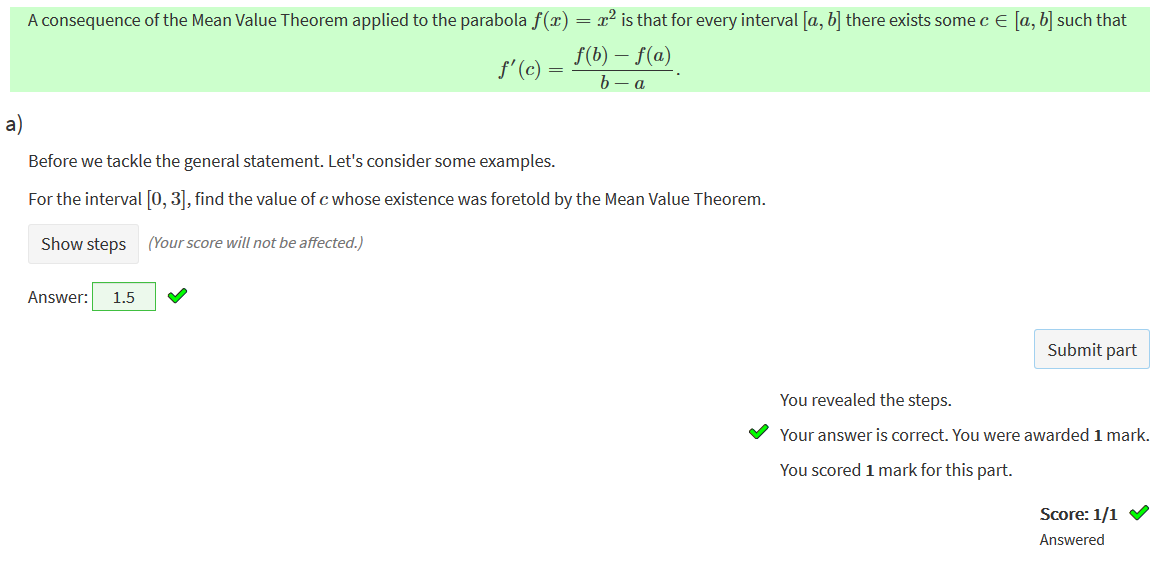 A consequence of the Mean Value Theorem applied to the parabola f(x) = x² is that for every interval [a, b] there exists some c ∈ [a, b] such that
f′(c) = (f(b) − f(a))/(b − a).
a)
Before we tackle the general statement. Let's consider some examples.
For the interval [0, 3], find the value of c whose existence was foretold by the Mean Value Theorem.
Show steps (Your score will not be affected.)
Answer: 1.5
Submit part
You revealed the steps.
Your answer is correct. You were awarded 1 mark.
You scored 1 mark for this part.
Score: 1/1
Answered